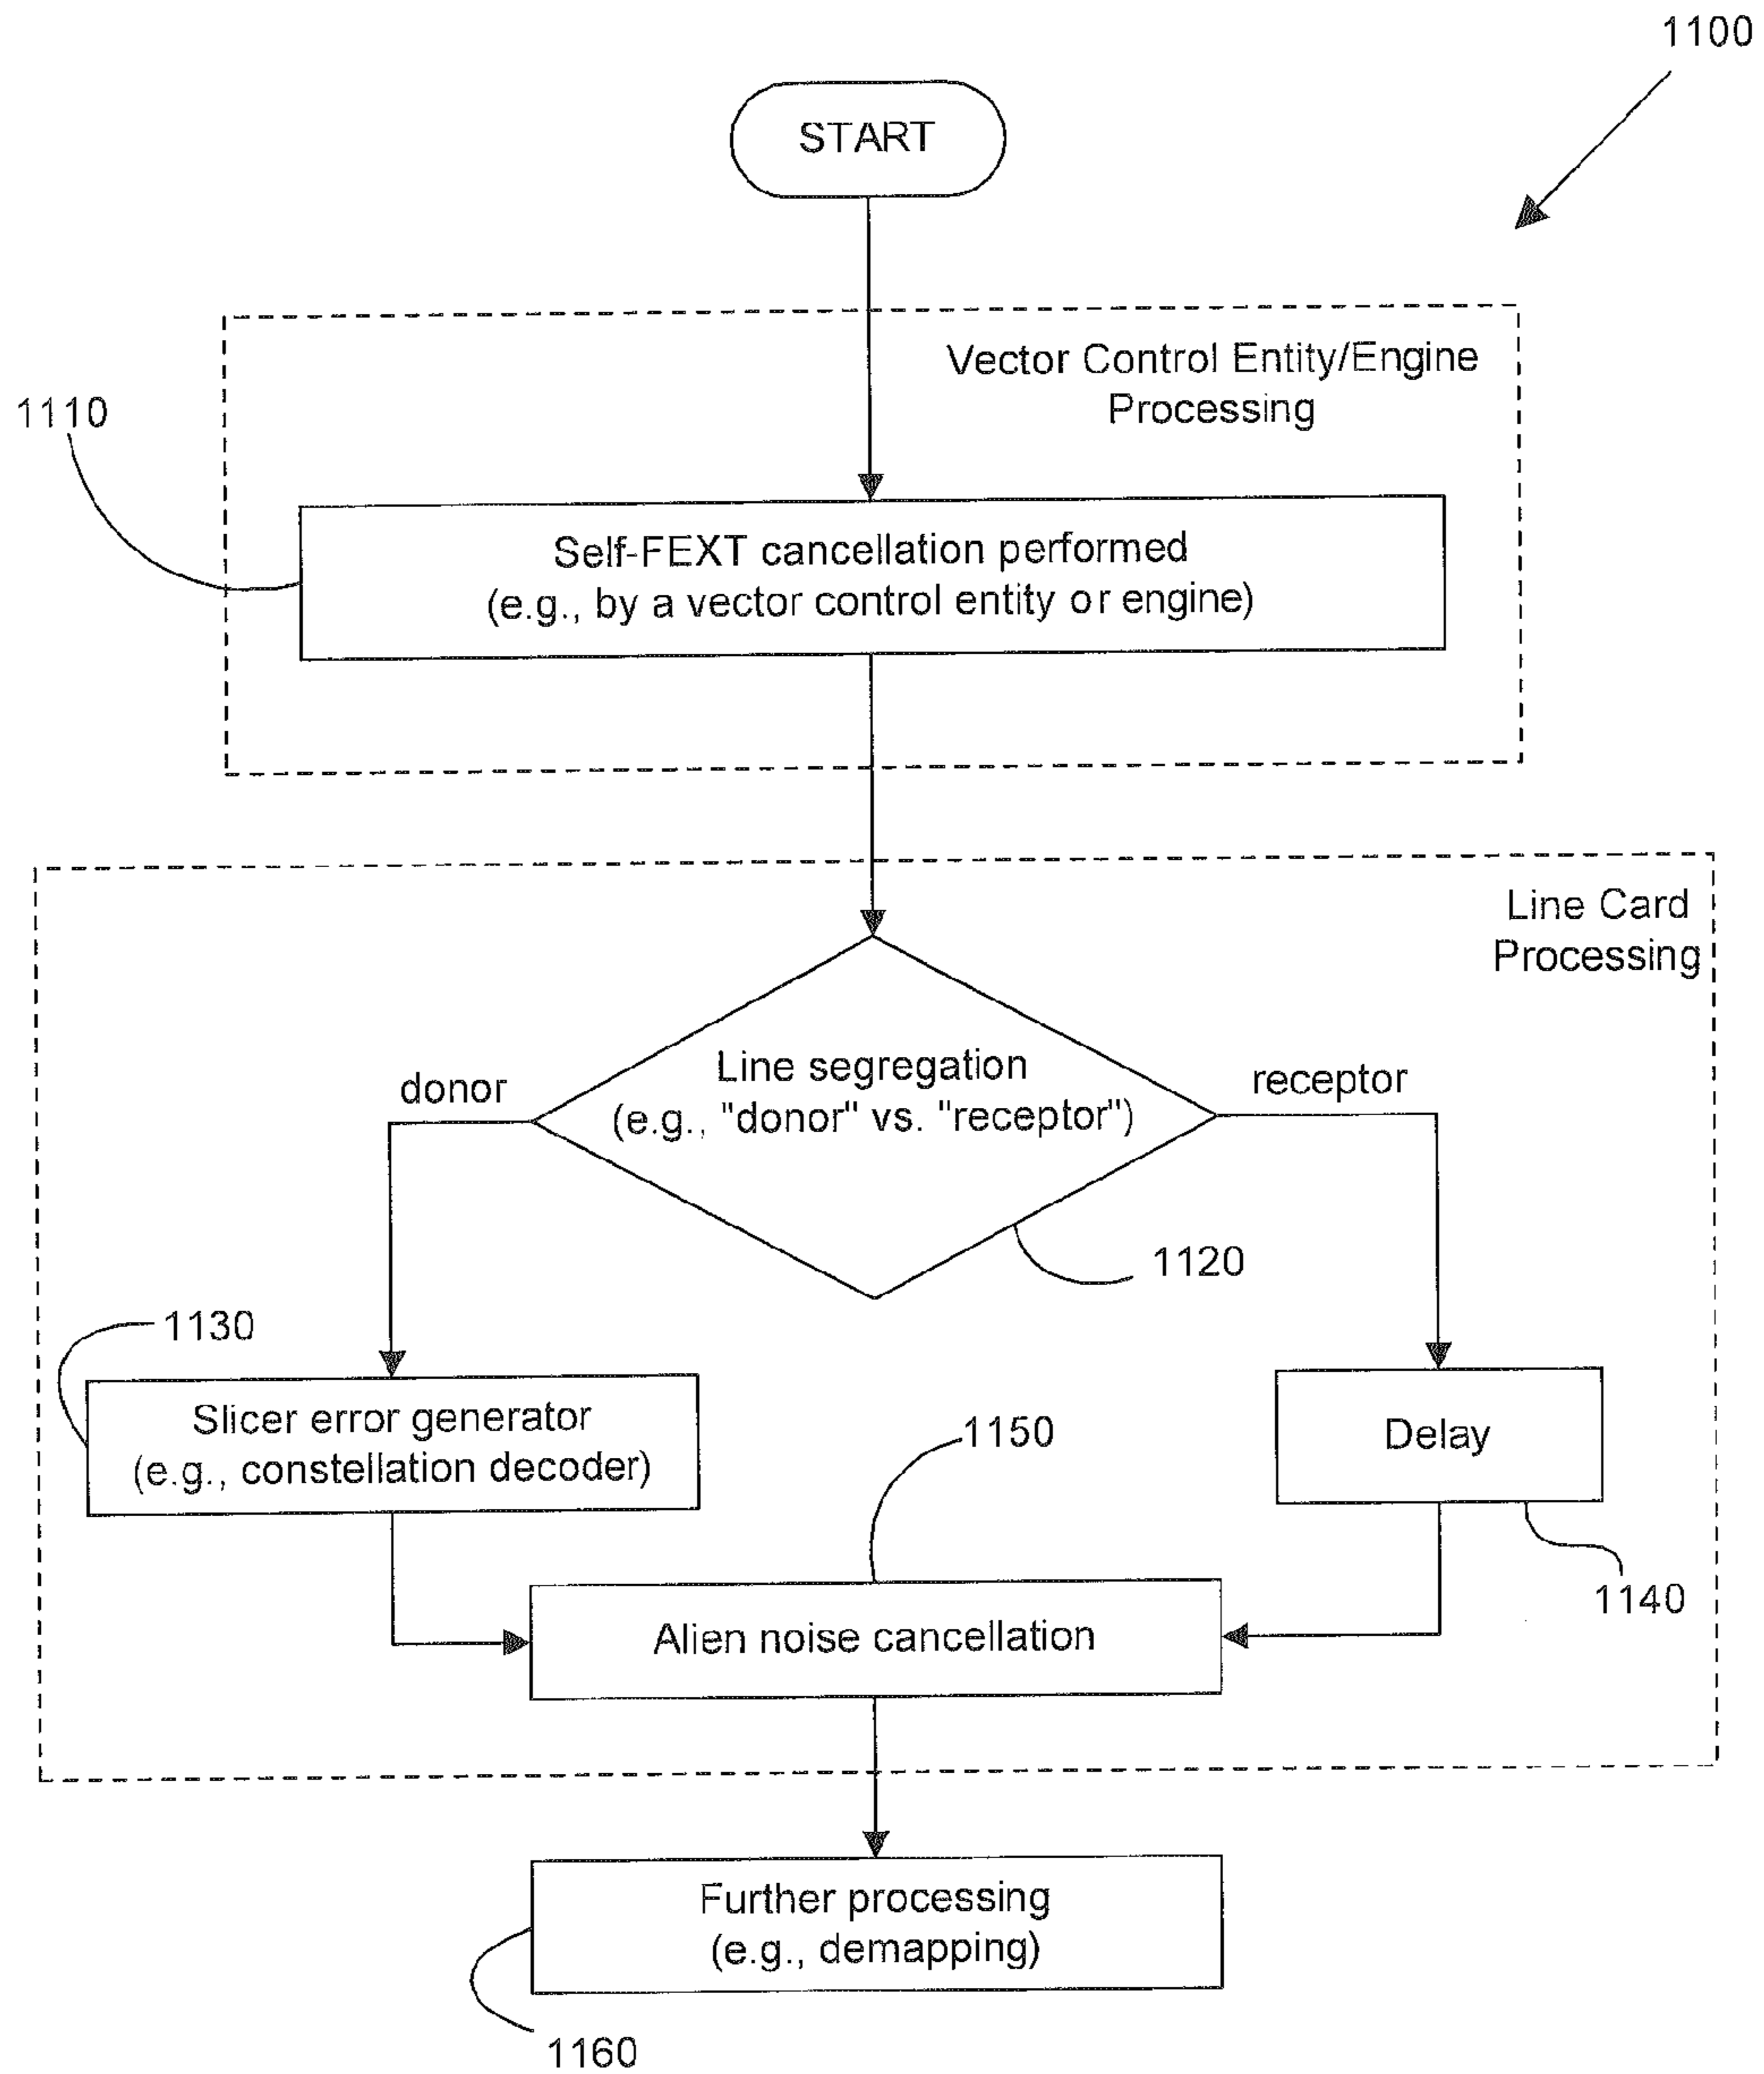 1100
START
Vector Control Entity/Engine
Processing
1110
Self-FEXT cancellation performed
(e.g., by a vector control entity or engine)
Line Card
Processing
Line segregation
(e.g., "donor" vs. "receptor")
donor
receptor
1120
1130
Slicer error generator
(e.g., constellation decoder)
1150
Delay
1140
Alien noise cancellation
Further processing
(e.g., demapping)
1160